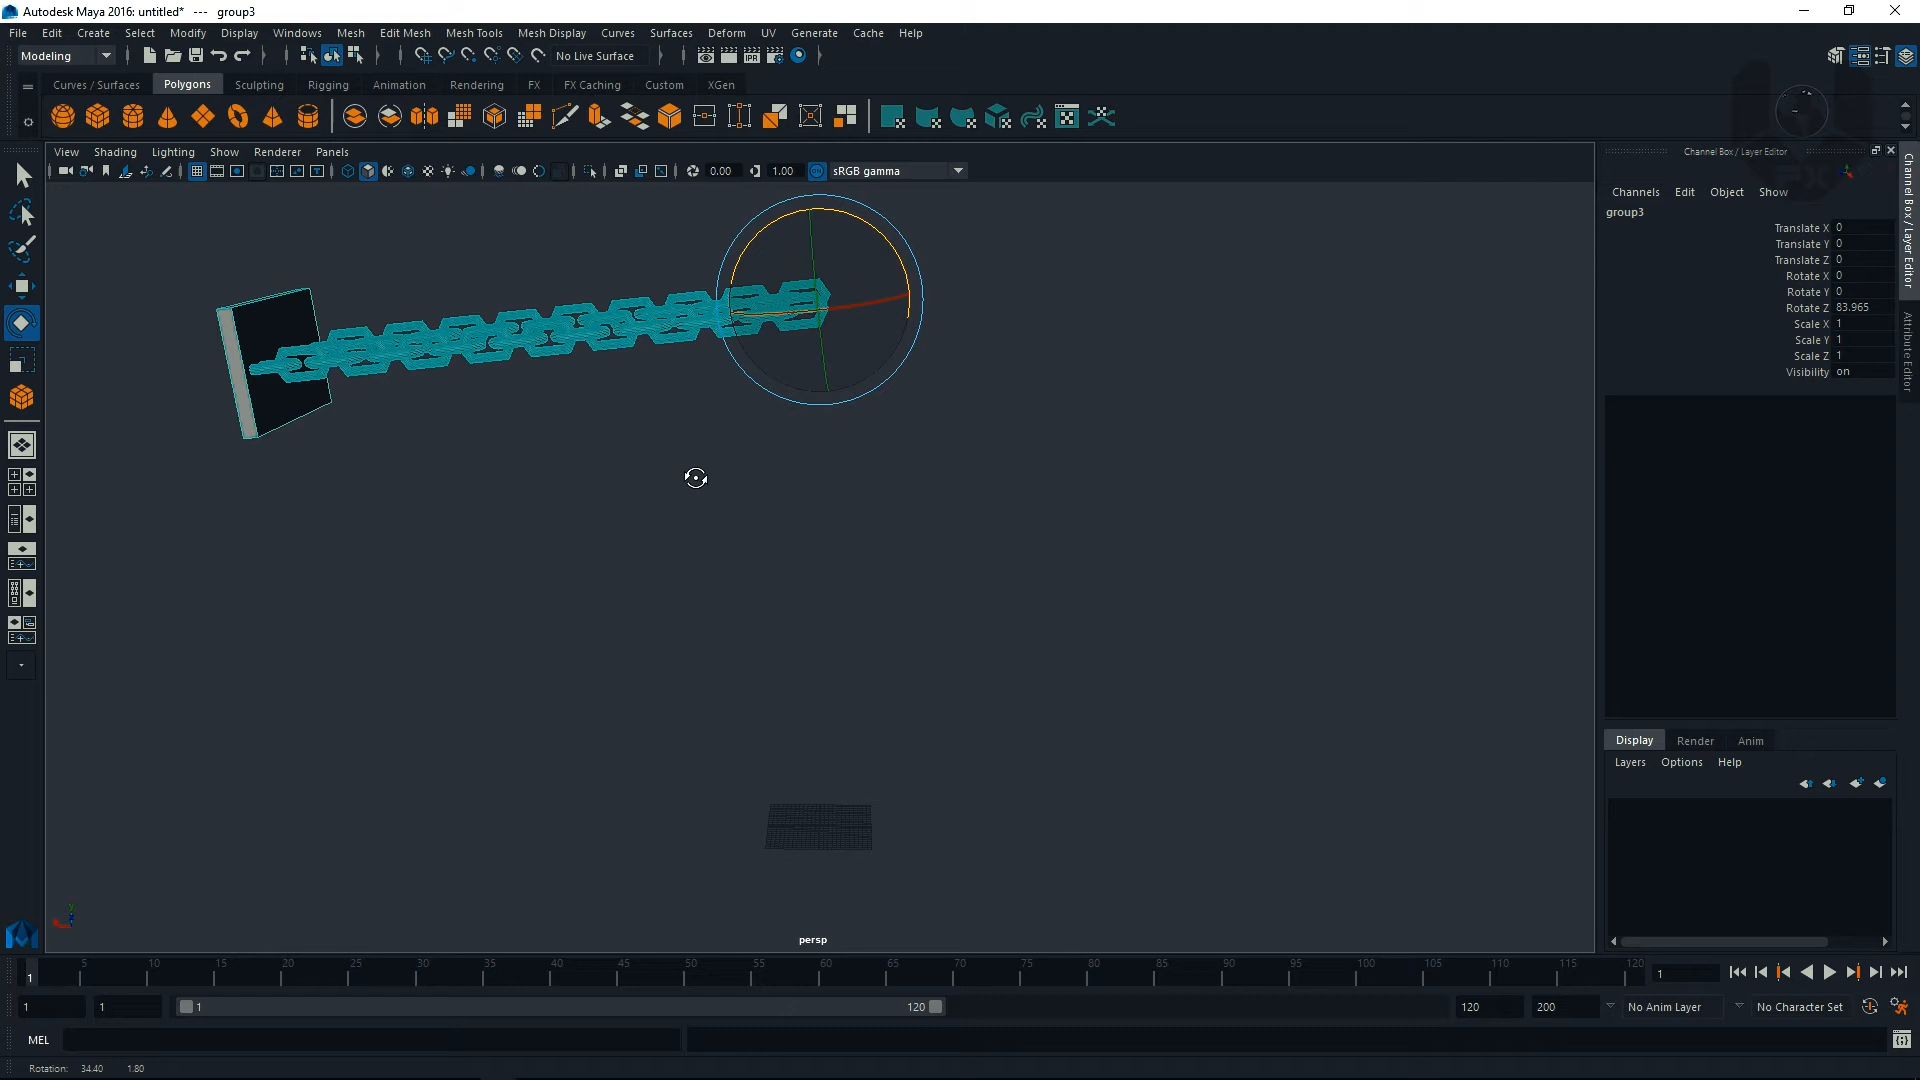 Autodesk Maya 2016: untitled* --- group3
File Edit Create Select Modify Display Windows Mesh Edit Mesh Mesh Tools Mesh Display Curves Surfaces Deform UV Generate Cache Help
Modeling No Live Surface
Curves / Surfaces Polygons Sculpting Rigging Animation Rendering FX FX Caching Custom XGen
View Shading Lighting Show Renderer Panels
0.00 1.00 sRGB gamma
Channel Box / Layer Editor
Channels Edit Object Show
group3
Translate X 0
Translate Y 0
Translate Z 0
Rotate X 0
Rotate Y 0
Rotate Z 83.965
Scale X 1
Scale Y 1
Scale Z 1
Visibility on
Channel Box / Layer Editor
Attribute Editor
Display Render Anim
Layers Options Help
persp
1 5 10 15 20 25 30 35 40 45 50 55 60 65 70 75 80 85 90 95 100 105 110 115 120 1
1 1 1 120 120 200 No Anim Layer No Character Set
MEL
Rotation: 34.40 1.80